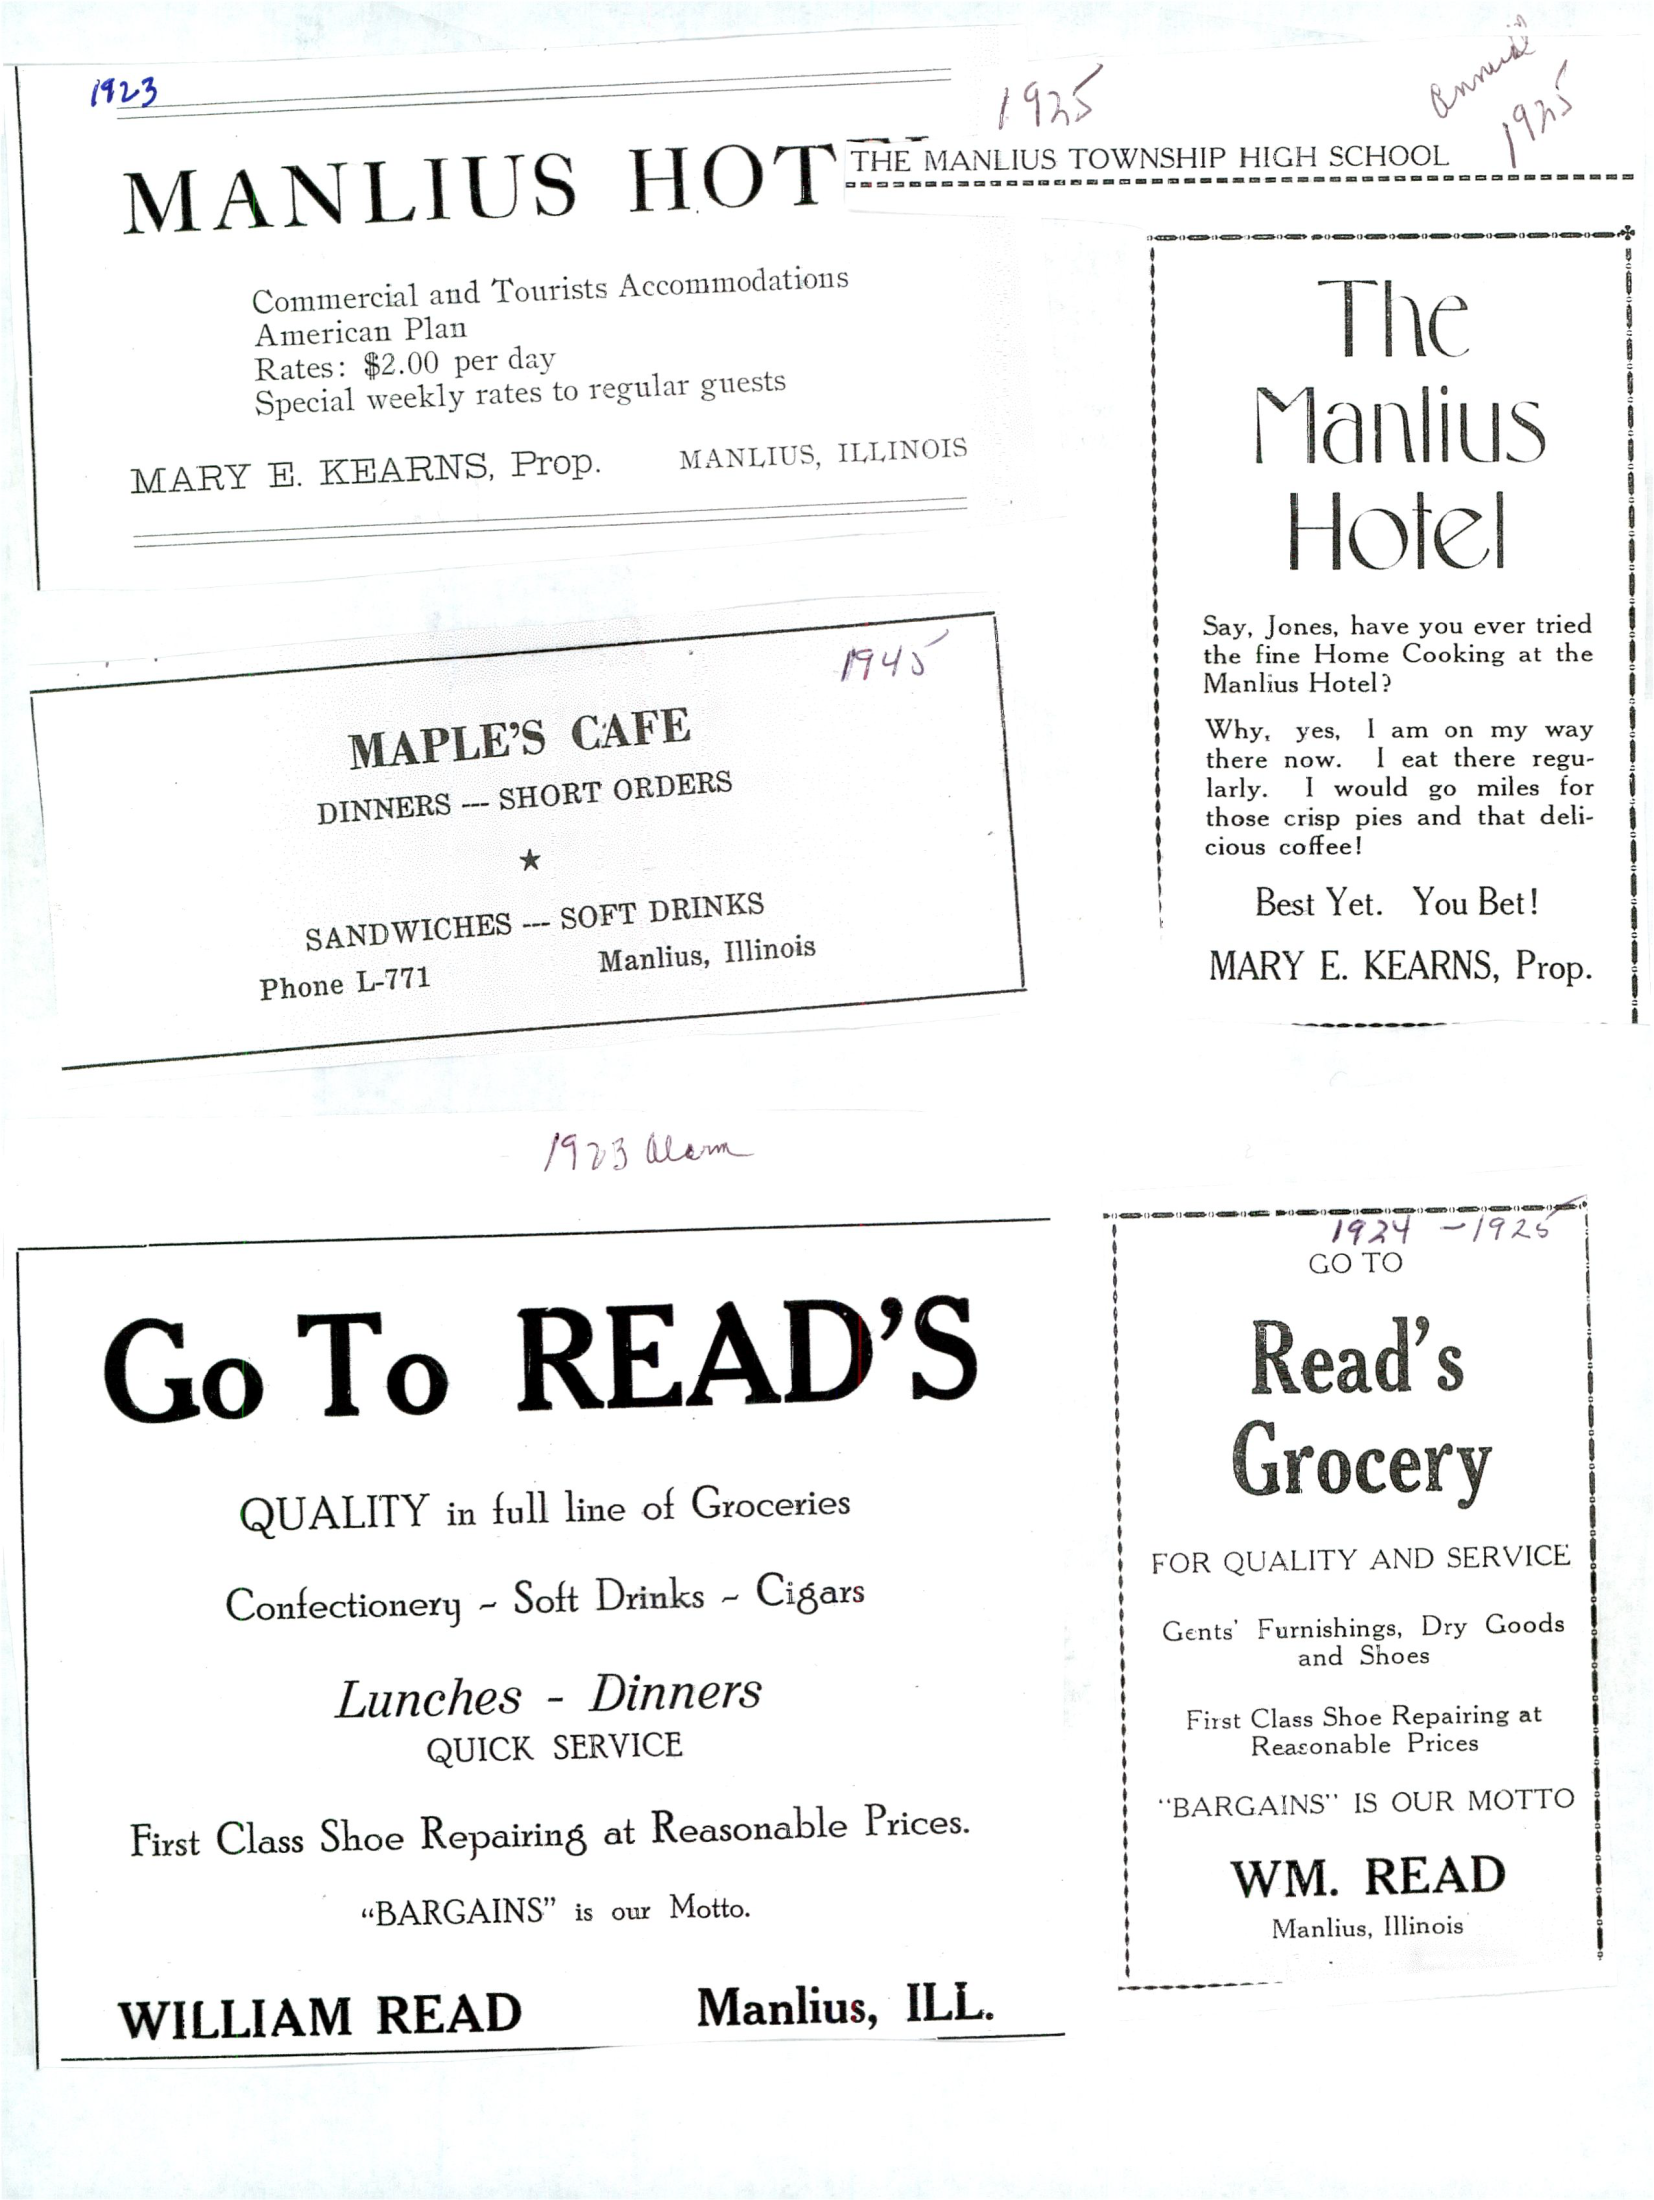 1923
MANLIUS HOT
Commercial and Tourists Accommodations
American Plan
Rates: $2.00 per day
Special weekly rates to regular guests
MARY E. KEARNS, Prop. MANLIUS, ILLINOIS
1925
Annual
1925
THE MANLIUS TOWNSHIP HIGH SCHOOL
The
Manlius
Hotel
Say, Jones, have you ever tried
the fine Home Cooking at the
Manlius Hotel?
Why, yes, I am on my way
there now. I eat there regu-
larly. I would go miles for
those crisp pies and that deli-
cious coffee!
Best Yet. You Bet!
MARY E. KEARNS, Prop.
1945
MAPLE'S CAFE
DINNERS --- SHORT ORDERS
SANDWICHES --- SOFT DRINKS
Phone L-771 Manlius, Illinois
1923 Alarm
Go To READ'S
QUALITY in full line of Groceries
Confectionery ~ Soft Drinks ~ Cigars
Lunches - Dinners
QUICK SERVICE
First Class Shoe Repairing at Reasonable Prices.
"BARGAINS" is our Motto.
WILLIAM READ Manlius, ILL.
1924 - 1925
GO TO
Read's
Grocery
FOR QUALITY AND SERVICE
Gents' Furnishings, Dry Goods
and Shoes
First Class Shoe Repairing at
Reasonable Prices
"BARGAINS" IS OUR MOTTO
WM. READ
Manlius, Illinois